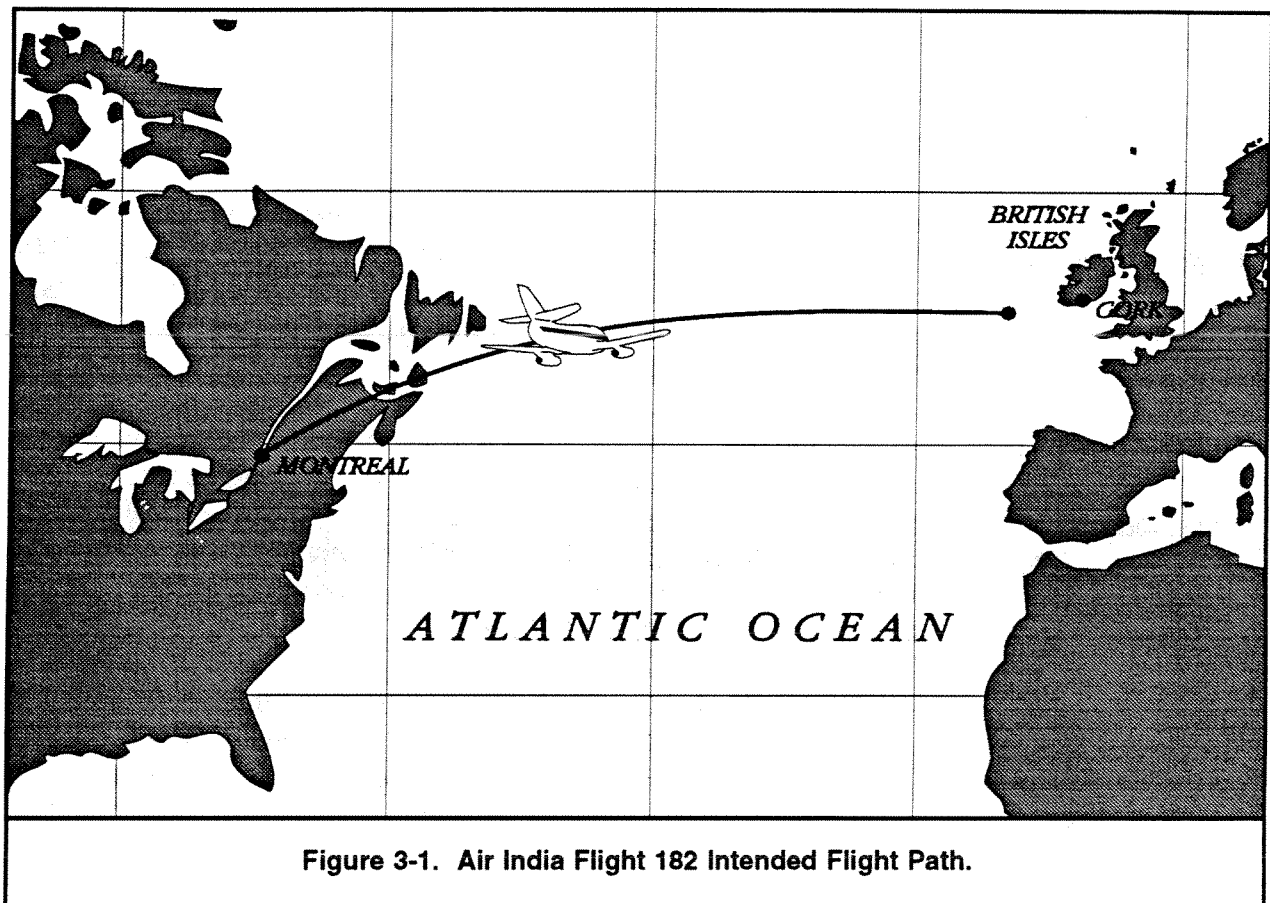 BRITISH
ISLES
CORK
MONTREAL
ATLANTIC OCEAN
Figure 3-1. Air India Flight 182 Intended Flight Path.